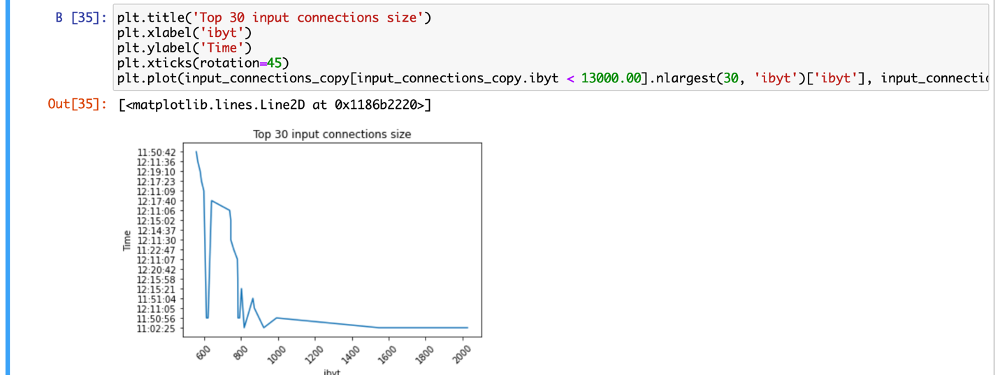 B [35]: plt.title('Top 30 input connections size')
plt.xlabel('ibyt')
plt.ylabel('Time')
plt.xticks(rotation=45)
plt.plot(input_connections_copy[input_connections_copy.ibyt < 13000.00].nlargest(30, 'ibyt')['ibyt'], input_connectic
Out[35]: [<matplotlib.lines.Line2D at 0x1186b2220>]
Top 30 input connections size
11:50:42
12:11:36
12:19:10
12:17:23
12:11:09
12:17:40
12:11:06
12:15:02
12:14:37
12:11:30
11:22:47
12:11:07
12:20:42
12:15:58
12:15:21
11:51:04
12:11:05
11:50:56
11:02:25
Time
600 800 1000 1200 1400 1600 1800 2000
ibyt